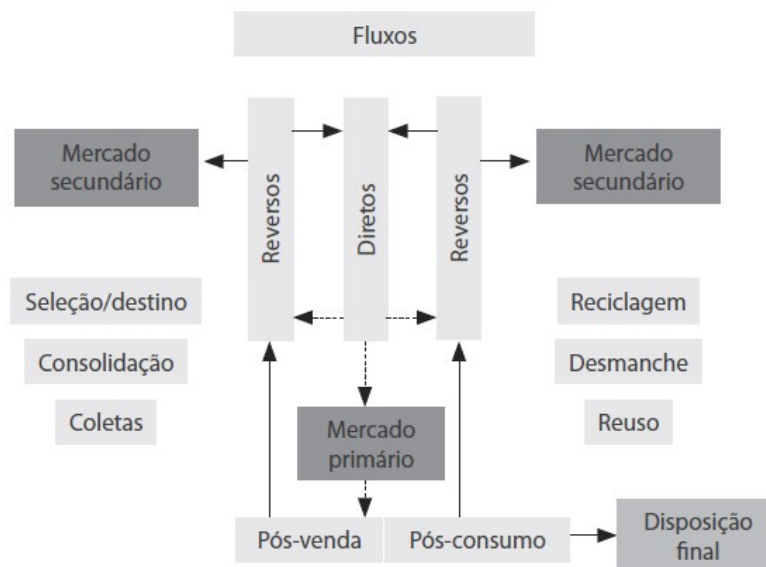 Fluxos
Mercado
secundário
Reversos
Diretos
Reversos
Mercado
secundário
Seleção/destino
Consolidação
Coletas
Reciclagem
Desmanche
Reuso
Mercado
primário
Pós-venda
Pós-consumo
Disposição
final